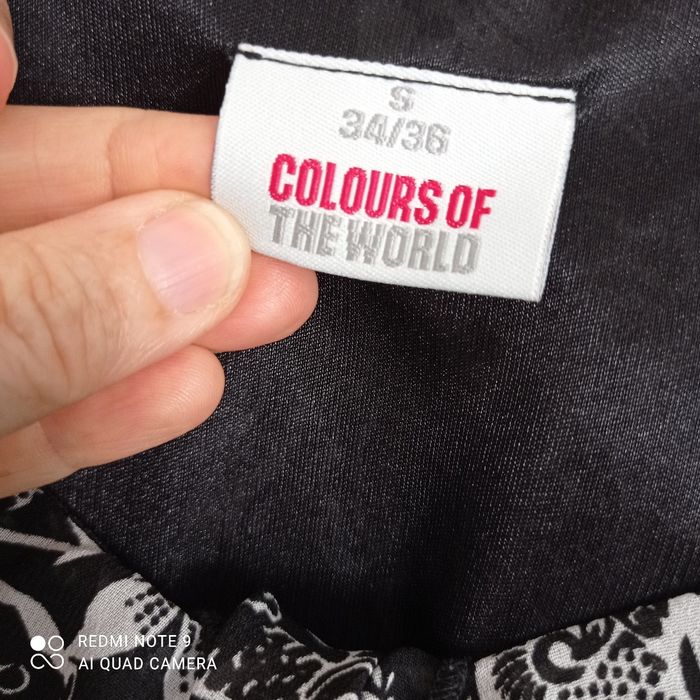 S
34/36
COLOURS OF
THE WORLD
REDMI NOTE 9
AI QUAD CAMERA